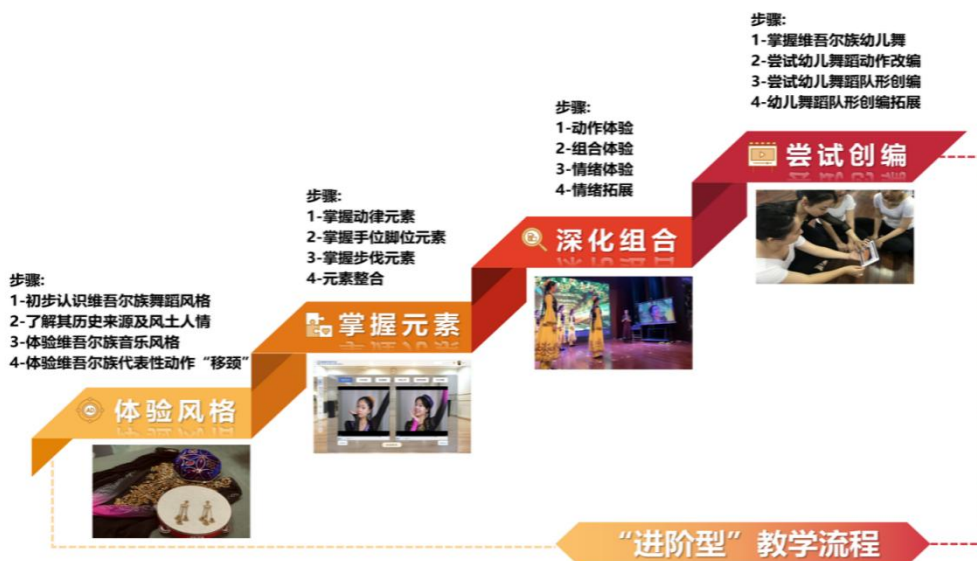 步骤:
1-初步认识维吾尔族舞蹈风格
2-了解其历史来源及风土人情
3-体验维吾尔族音乐风格
4-体验维吾尔族代表性动作“移颈”
体验风格
步骤:
1-掌握动律元素
2-掌握手位脚位元素
3-掌握步伐元素
4-元素整合
掌握元素
步骤:
1-动作体验
2-组合体验
3-情绪体验
4-情绪拓展
深化组合
步骤:
1-掌握维吾尔族幼儿舞
2-尝试幼儿舞蹈动作改编
3-尝试幼儿舞蹈队形创编
4-幼儿舞蹈队形创编拓展
尝试创编
“进阶型”教学流程